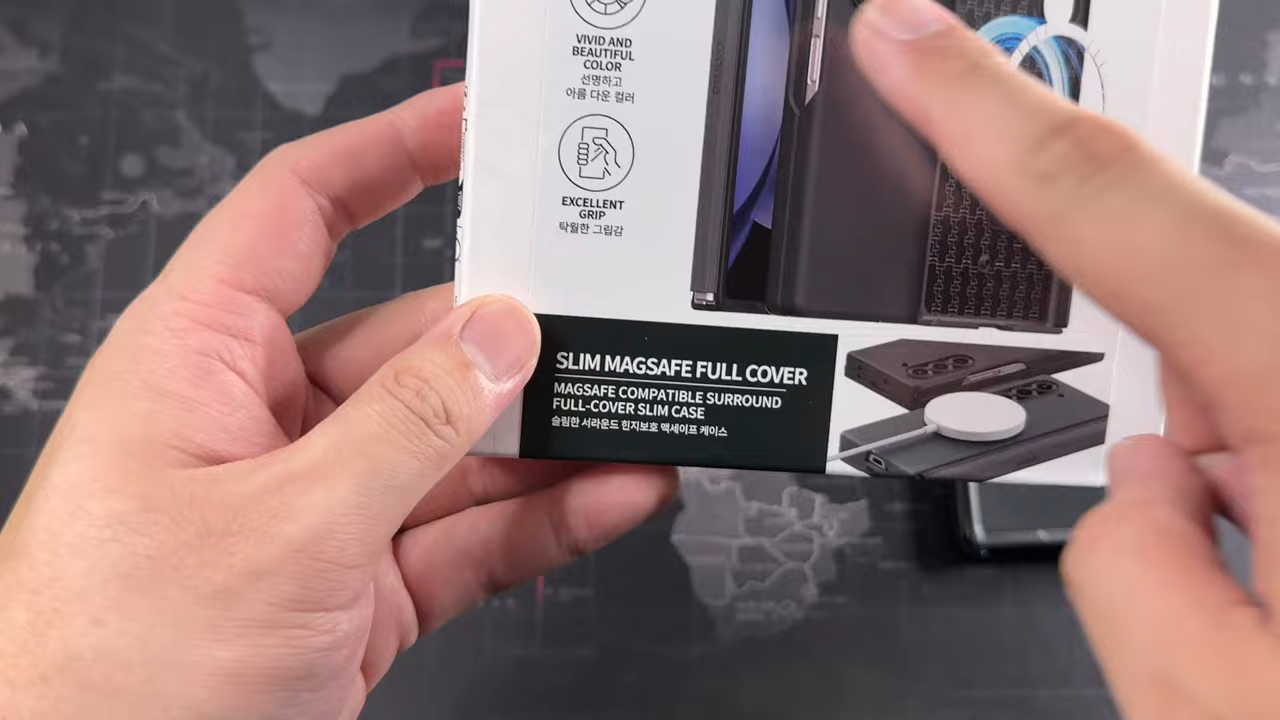 VIVID AND
BEAUTIFUL
COLOR
선명하고
아름 다운 컬러
EXCELLENT
GRIP
탁월한 그립감
SLIM MAGSAFE FULL COVER
MAGSAFE COMPATIBLE SURROUND
FULL-COVER SLIM CASE
슬림한 서라운드 힌지보호 맥세이프 케이스